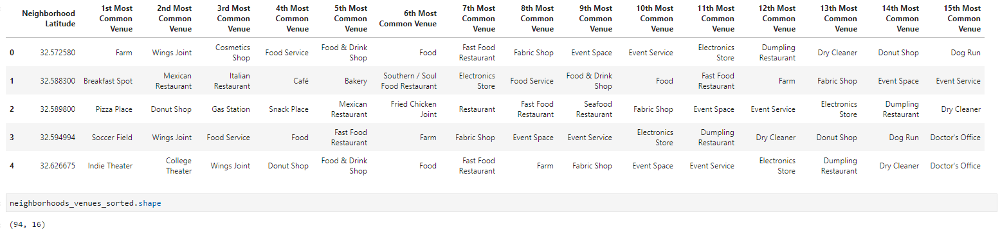 Neighborhood Latitude 1st Most Common Venue 2nd Most Common Venue 3rd Most Common Venue 4th Most Common Venue 5th Most Common Venue 6th Most Common Venue 7th Most Common Venue 8th Most Common Venue 9th Most Common Venue 10th Most Common Venue 11th Most Common Venue 12th Most Common Venue 13th Most Common Venue 14th Most Common Venue 15th Most Common Venue
0 32.572580 Farm Wings Joint Cosmetics Shop Food Service Food & Drink Shop Food Fast Food Restaurant Fabric Shop Event Space Event Service Electronics Store Dumpling Restaurant Dry Cleaner Donut Shop Dog Run
1 32.588300 Breakfast Spot Mexican Restaurant Italian Restaurant Café Bakery Southern / Soul Food Restaurant Electronics Store Food Service Food & Drink Shop Food Fast Food Restaurant Farm Fabric Shop Event Space Event Service
2 32.589800 Pizza Place Donut Shop Gas Station Snack Place Mexican Restaurant Fried Chicken Joint Restaurant Fast Food Restaurant Seafood Restaurant Fabric Shop Event Space Event Service Electronics Store Dumpling Restaurant Dry Cleaner
3 32.594994 Soccer Field Wings Joint Food Service Food Fast Food Restaurant Farm Fabric Shop Event Space Event Service Electronics Store Dumpling Restaurant Dry Cleaner Donut Shop Dog Run Doctor's Office
4 32.626675 Indie Theater College Theater Wings Joint Donut Shop Food & Drink Shop Food Fast Food Restaurant Farm Fabric Shop Event Space Event Service Electronics Store Dumpling Restaurant Dry Cleaner Doctor's Office
neighborhoods_venues_sorted.shape
(94, 16)